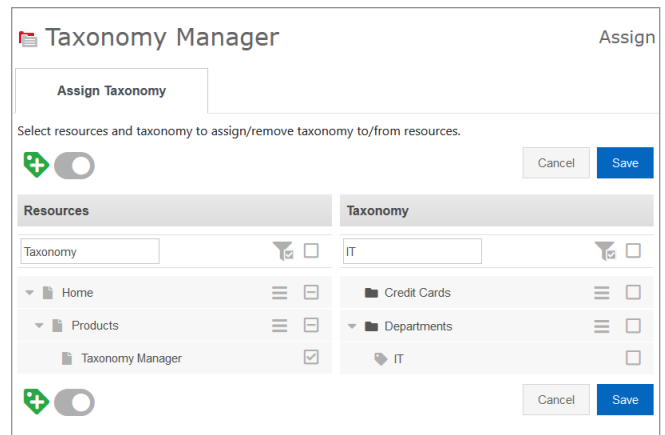 Taxonomy Manager
Assign
Assign Taxonomy
Select resources and taxonomy to assign/remove taxonomy to/from resources.
Cancel
Save
Resources
Taxonomy
Taxonomy
IT
Home
Credit Cards
Products
Departments
Taxonomy Manager
IT
Cancel
Save